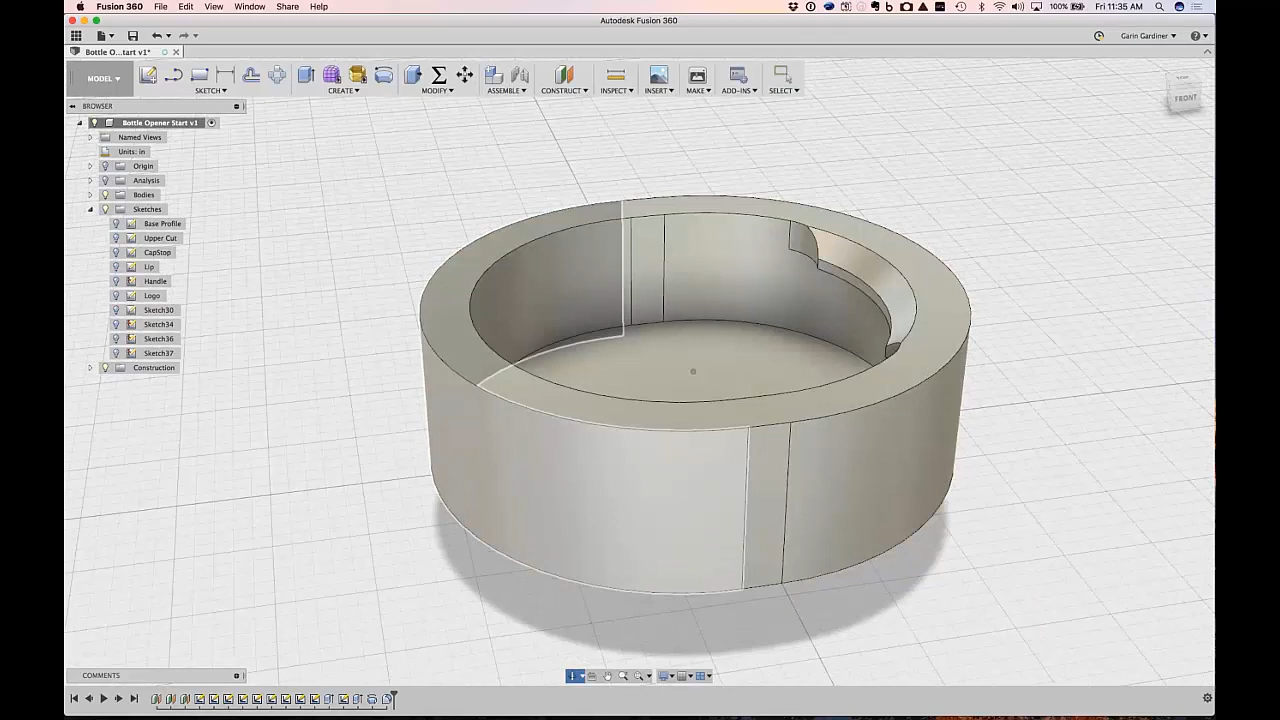 Fusion 360 File Edit View Window Share Help 100% Fri 11:35 AM
Autodesk Fusion 360
Garin Gardiner
Bottle O...tart v1*
MODEL
SKETCH CREATE MODIFY ASSEMBLE CONSTRUCT INSPECT INSERT MAKE ADD-INS SELECT
FRONT
BROWSER
Bottle Opener Start v1
Named Views
Units: in
Origin
Analysis
Bodies
Sketches
Base Profile
Upper Cut
CapStop
Lip
Handle
Logo
Sketch30
Sketch34
Sketch36
Sketch37
Construction
COMMENTS